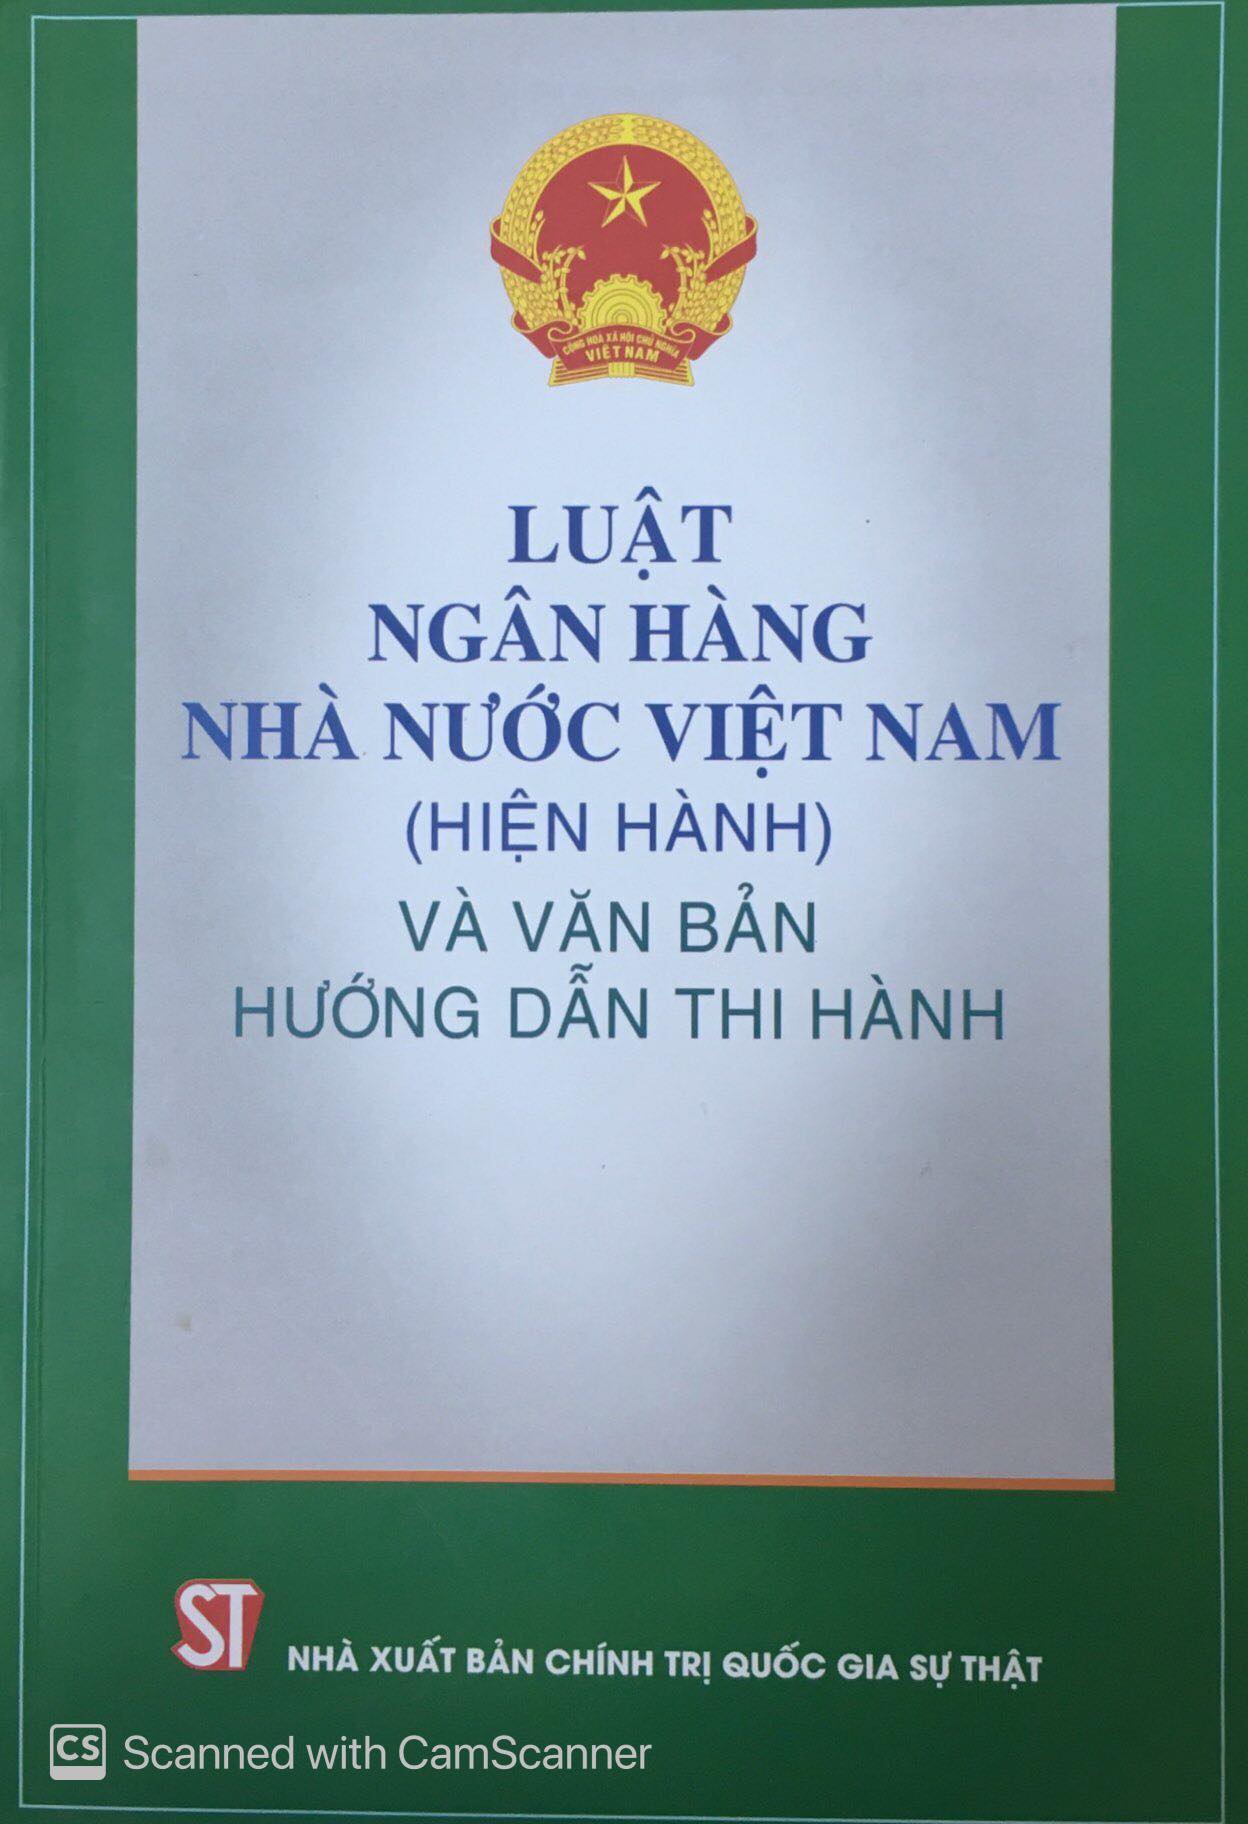 CỘNG HOA XÃ HỘI CHỦ NGHĨA
VIỆT NAM
LUẬT
NGÂN HÀNG
NHÀ NƯỚC VIỆT NAM
(HIỆN HÀNH)
VÀ VĂN BẢN
HƯỚNG DẪN THI HÀNH
ST
NHÀ XUẤT BẢN CHÍNH TRỊ QUỐC GIA SỰ THẬT
CS Scanned with CamScanner